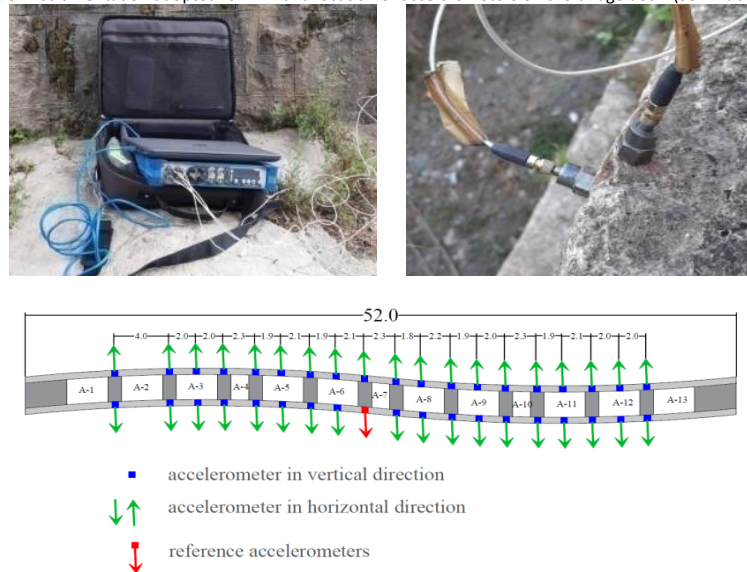 52.0
4.0 2.0 2.0 2.3 1.9 2.1 1.9 2.1 2.3 1.8 2.2 1.9 2.0 2.3 1.9 2.1 2.0 2.0
A-1 A-2 A-3 A-4 A-5 A-6 A-7 A-8 A-9 A-10 A-11 A-12 A-13
accelerometer in vertical direction
accelerometer in horizontal direction
reference accelerometers